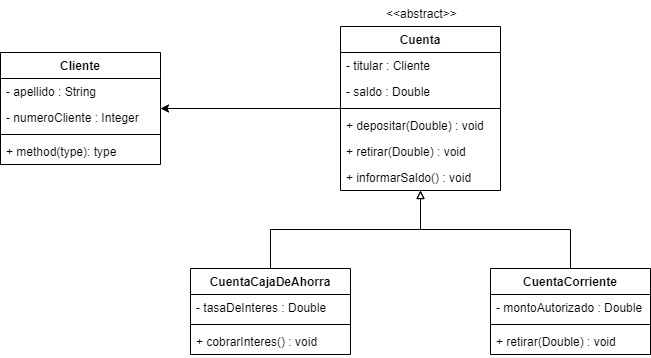 <<abstract>>
Cuenta
- titular : Cliente
- saldo : Double
+ depositar(Double) : void
+ retirar(Double) : void
+ informarSaldo() : void
Cliente
- apellido : String
- numeroCliente : Integer
+ method(type): type
CuentaCajaDeAhorra
- tasaDeInteres : Double
+ cobrarInteres() : void
CuentaCorriente
- montoAutorizado : Double
+ retirar(Double) : void